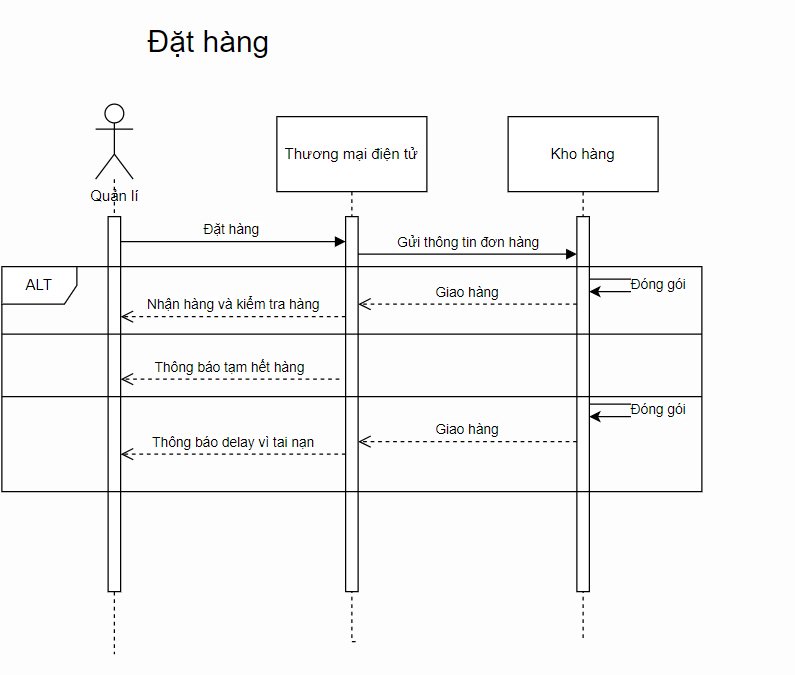 Đặt hàng
Quản lí
Thương mại điện tử
Kho hàng
Đặt hàng
Gửi thông tin đơn hàng
ALT
Đóng gói
Giao hàng
Nhận hàng và kiểm tra hàng
Thông báo tạm hết hàng
Đóng gói
Giao hàng
Thông báo delay vì tai nạn